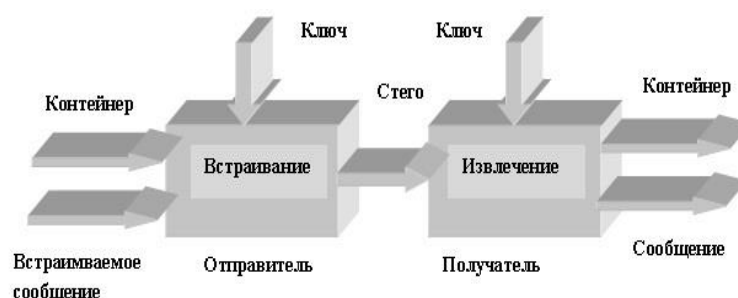 Ключ
Ключ
Стего
Контейнер
Контейнер
Встраивание
Извлечение
Встраимваемое
сообщение
Отправитель
Получатель
Сообщение